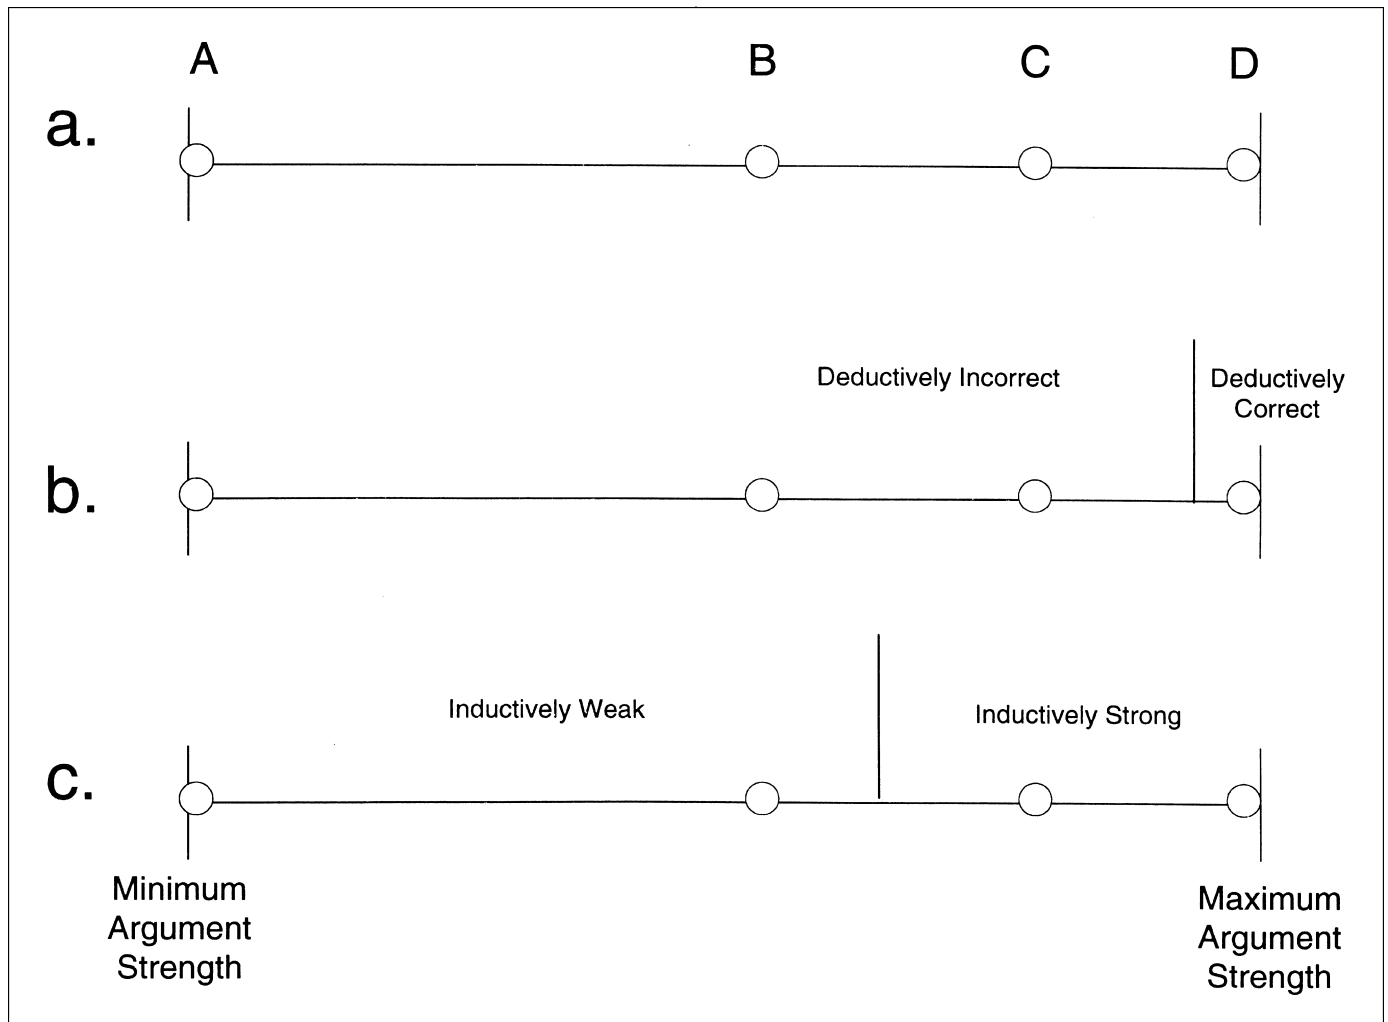 A B C D
a.
Deductively Incorrect
Deductively
Correct
b.
Inductively Weak
Inductively Strong
c.
Minimum
Argument
Strength
Maximum
Argument
Strength